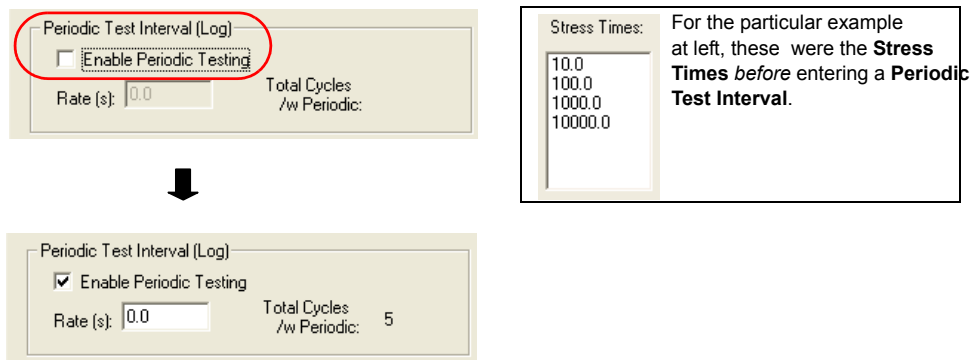 Periodic Test Interval (Log)
Enable Periodic Testing
Rate (s): 0.0
Total Cycles
/w Periodic:
Stress Times:
10.0
100.0
1000.0
10000.0
For the particular example
at left, these were the Stress
Times before entering a Periodic
Test Interval.
Periodic Test Interval (Log)
Enable Periodic Testing
Rate (s): 0.0
Total Cycles
/w Periodic: 5